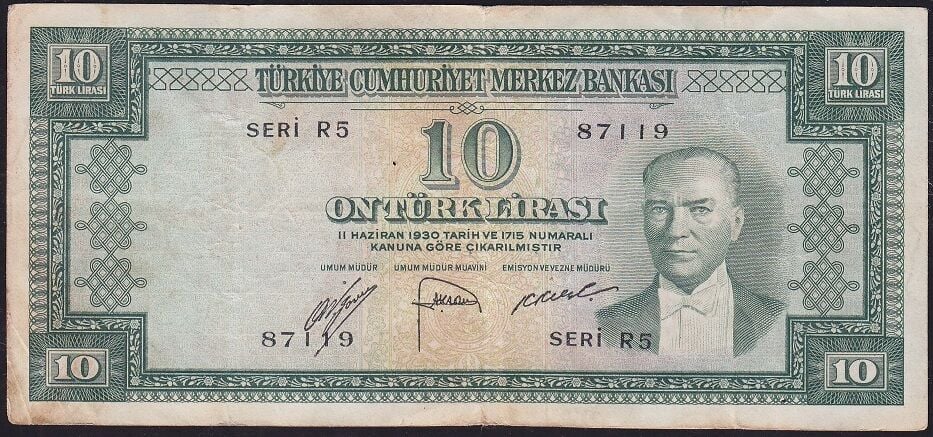 10 10
TÜRK LİRASI TÜRK LİRASI
TÜRKİYE CUMHURİYET MERKEZ BANKASI
SERİ R5 87119
10
ON TÜRK LİRASI
11 HAZİRAN 1930 TARİH VE 1715 NUMARALI
KANUNA GÖRE ÇIKARILMIŞTIR
UMUM MÜDÜR UMUM MÜDÜR MUAVİNİ EMİSYON VE VEZNE MÜDÜRÜ
87119 SERİ R5
10 10